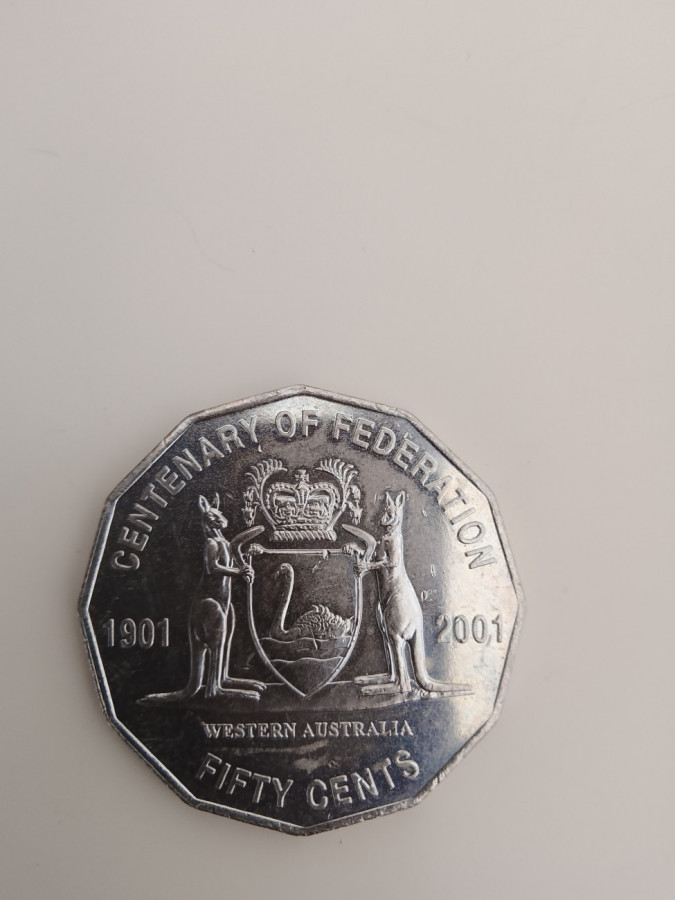 CENTENARY OF FEDERATION
1901 2001
WESTERN AUSTRALIA
FIFTY CENTS